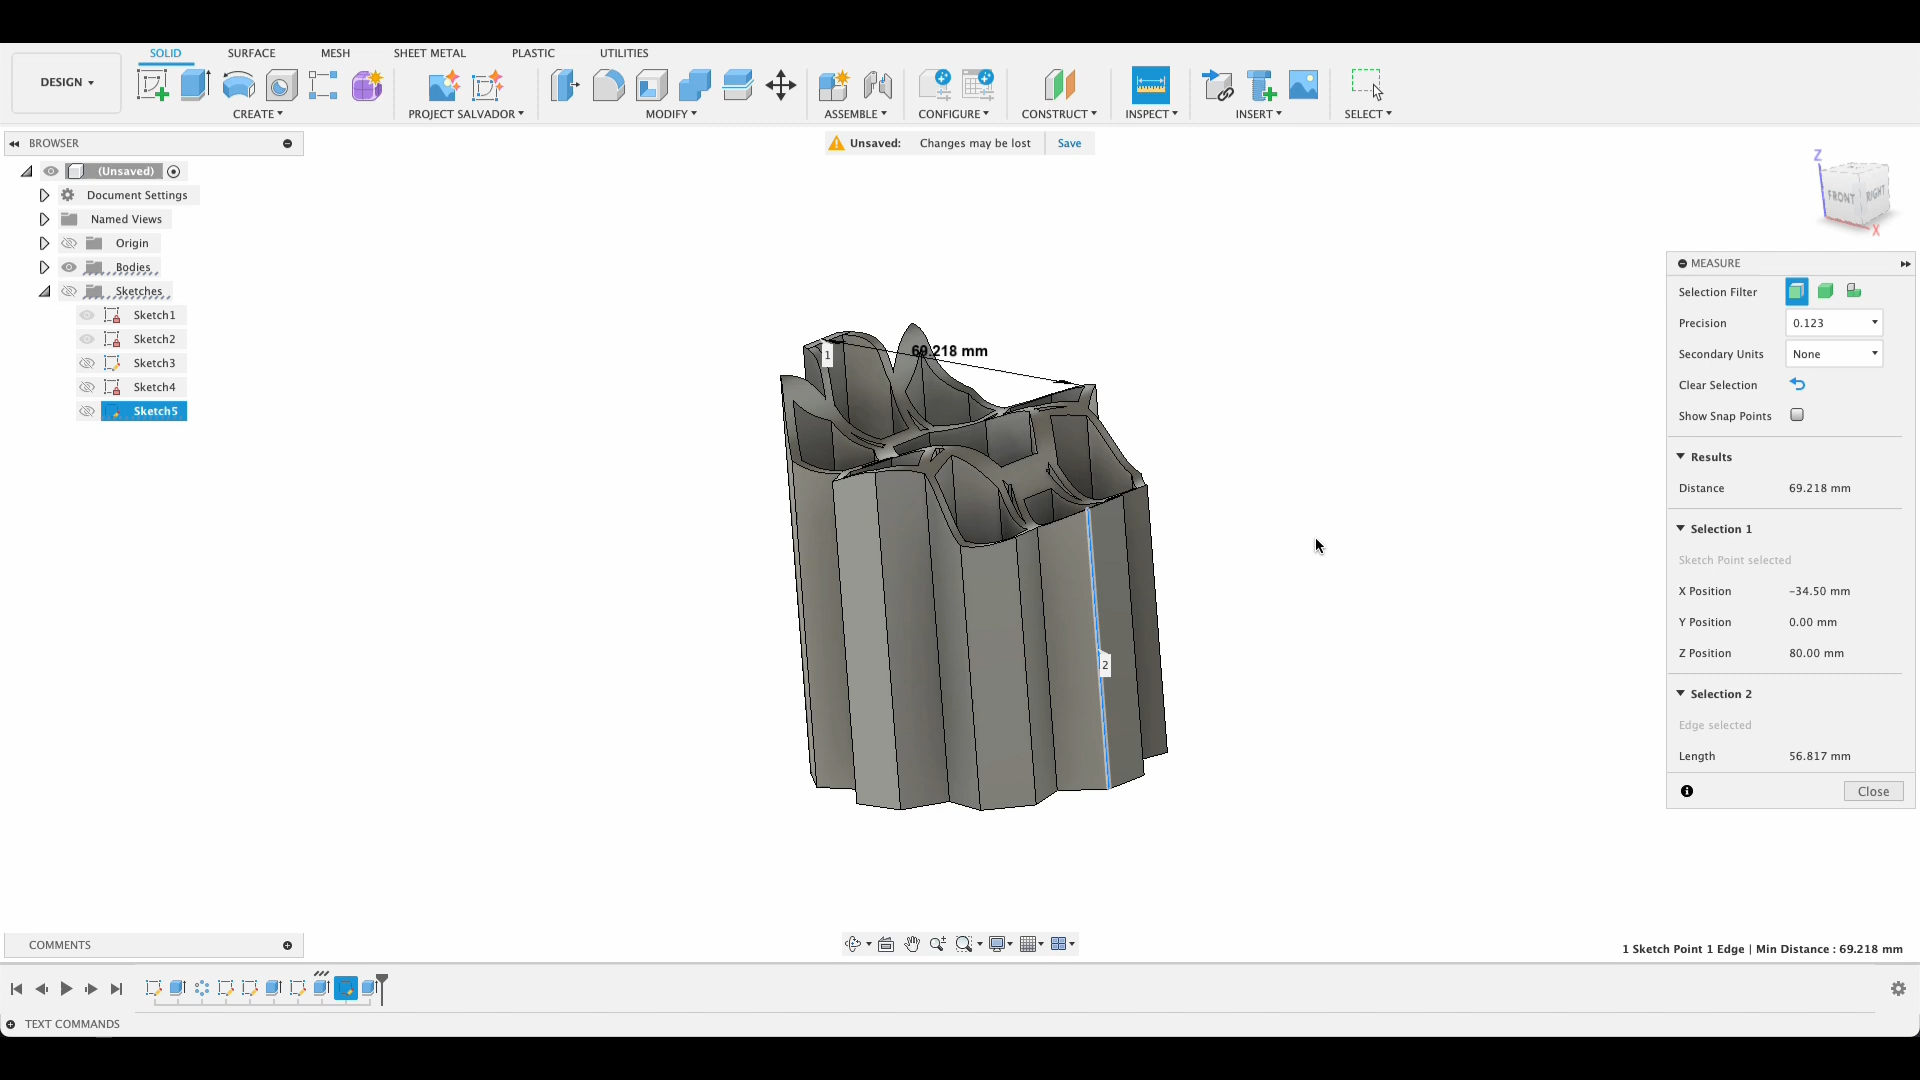 SOLID SURFACE MESH SHEET METAL PLASTIC UTILITIES
DESIGN
CREATE PROJECT SALVADOR MODIFY ASSEMBLE CONFIGURE CONSTRUCT INSPECT INSERT SELECT
BROWSER
Unsaved: Changes may be lost Save
(Unsaved)
Document Settings
Named Views
Origin
Bodies
Sketches
Sketch1
Sketch2
Sketch3
Sketch4
Sketch5
Z
FRONT RIGHT
X
1
69.218 mm
2
MEASURE
Selection Filter
Precision 0.123
Secondary Units None
Clear Selection
Show Snap Points
Results
Distance 69.218 mm
Selection 1
Sketch Point selected
X Position -34.50 mm
Y Position 0.00 mm
Z Position 80.00 mm
Selection 2
Edge selected
Length 56.817 mm
Close
COMMENTS
1 Sketch Point 1 Edge | Min Distance : 69.218 mm
TEXT COMMANDS